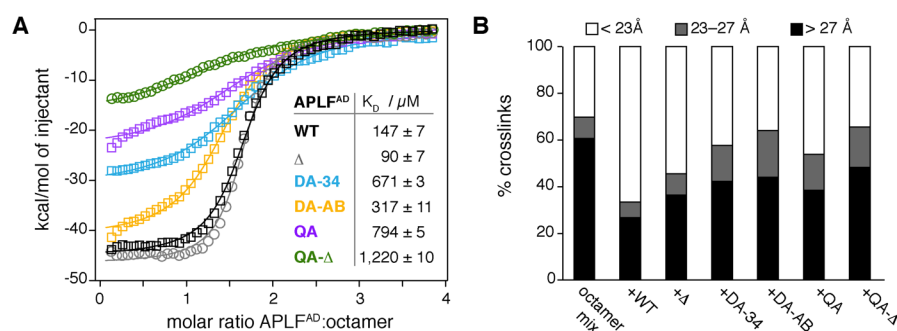 A
kcal/mol of injectant
0
-10
-20
-30
-40
-50
APLF^AD K_D / µM
WT 147 ± 7
Δ 90 ± 7
DA-34 671 ± 3
DA-AB 317 ± 11
QA 794 ± 5
QA-Δ 1,220 ± 10
0 1 2 3 4
molar ratio APLF^AD:octamer
B
< 23Å 23–27 Å > 27 Å
% crosslinks
100
80
60
40
20
0
octamer
mix
+WT
+Δ
+DA-34
+DA-AB
+QA
+QA-Δ